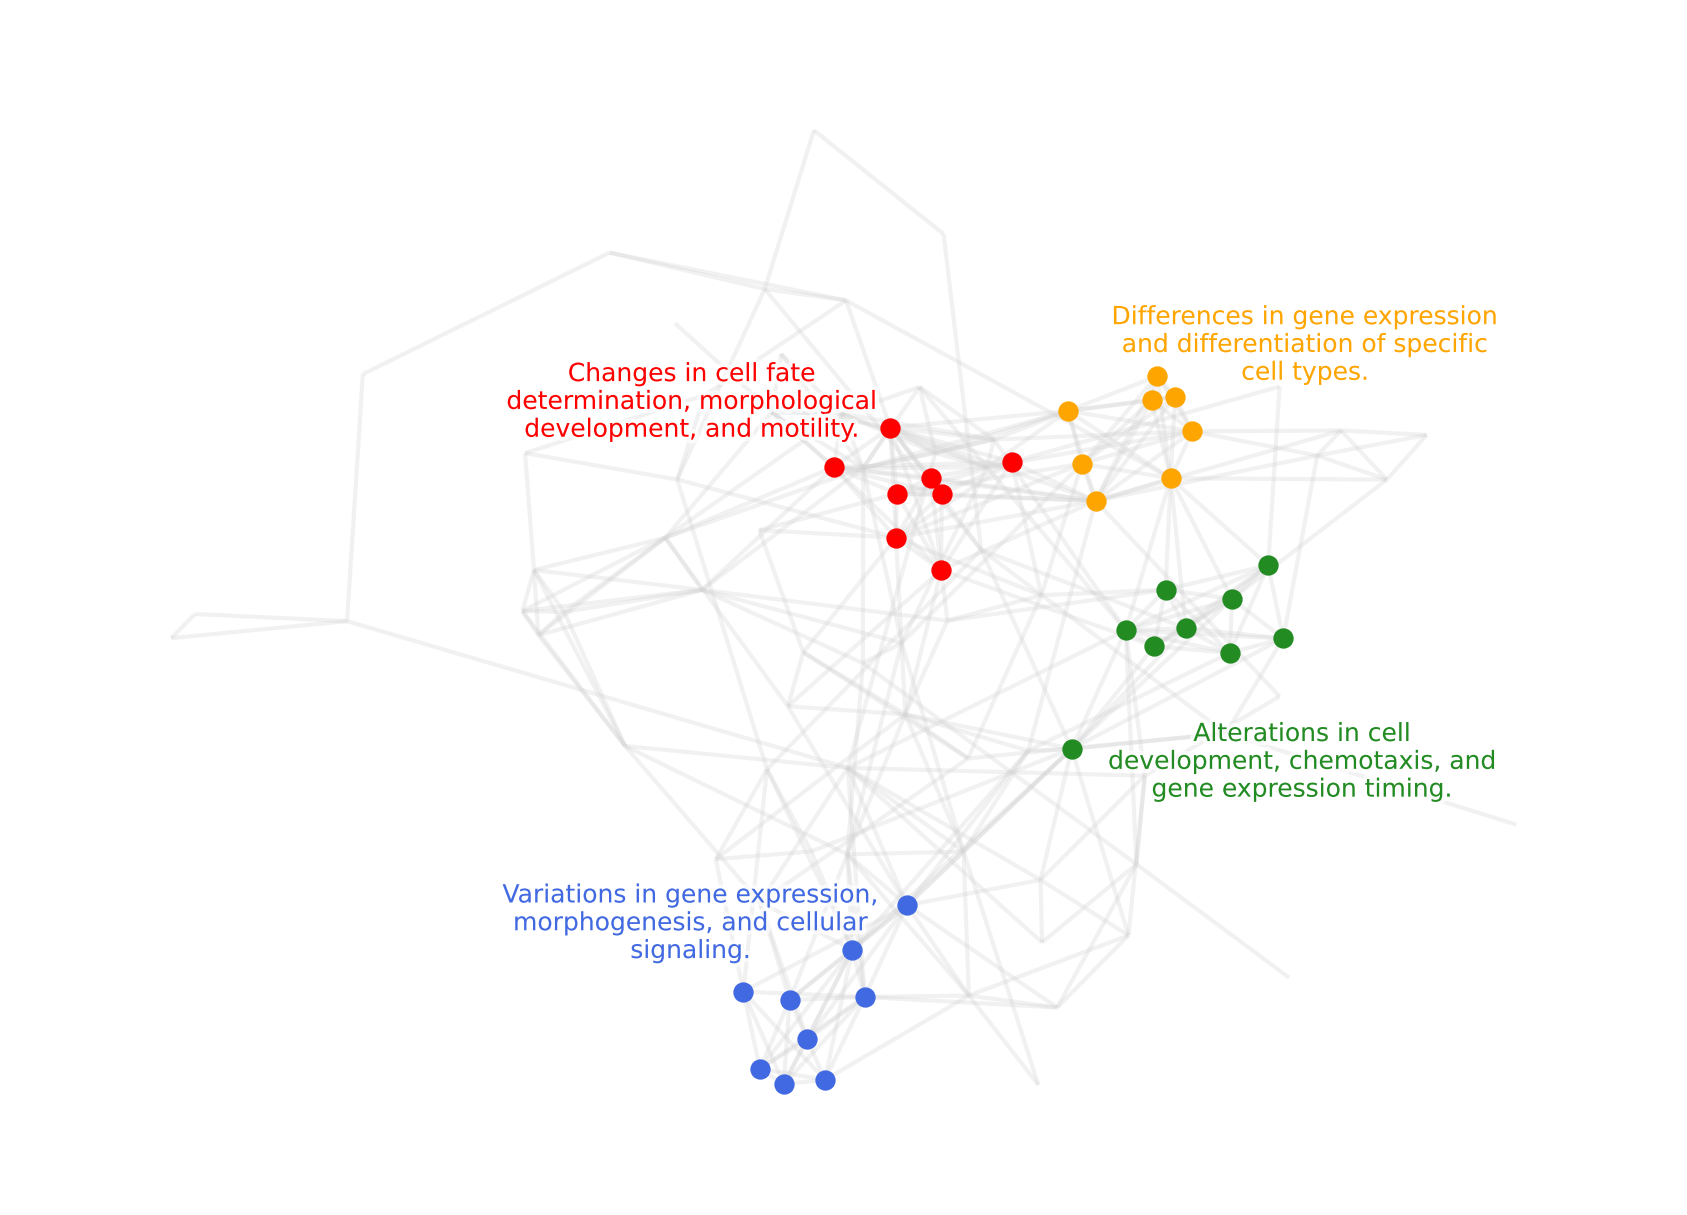 Differences in gene expression
and differentiation of specific
cell types.
Changes in cell fate
determination, morphological
development, and motility.
Alterations in cell
development, chemotaxis, and
gene expression timing.
Variations in gene expression,
morphogenesis, and cellular
signaling.